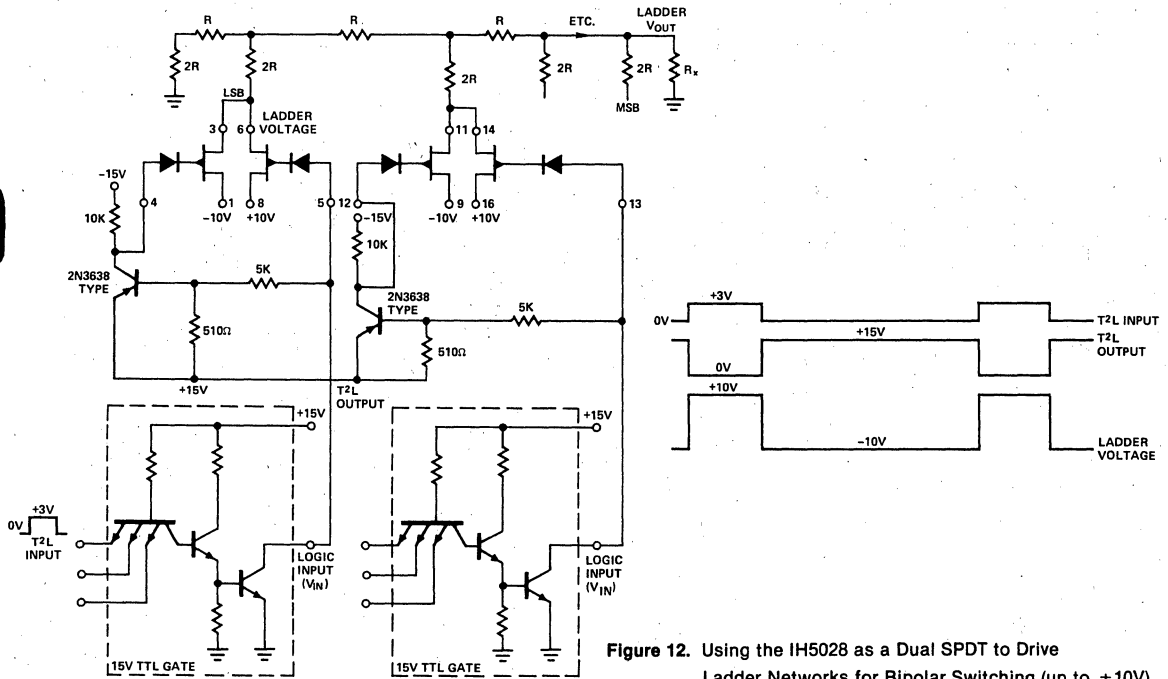 R
R
R
ETC.
LADDER
VOUT
2R
2R
2R
2R
2R
Rx
LSB
MSB
LADDER
VOLTAGE
3
6
11
14
-15V
4
1
8
5
12
9
16
13
-10V
+10V
-15V
-10V
+10V
10K
10K
2N3638
TYPE
5K
2N3638
TYPE
5K
510Ω
510Ω
+15V
T²L
OUTPUT
+3V
0V
T²L INPUT
+15V
T²L
OUTPUT
0V
+10V
-10V
LADDER
VOLTAGE
+15V
+15V
+3V
0V
T²L
INPUT
LOGIC
INPUT
(VIN)
LOGIC
INPUT
(VIN)
15V TTL GATE
15V TTL GATE
Figure 12. Using the IH5028 as a Dual SPDT to Drive
Ladder Networks for Bipolar Switching (up to ±10V)